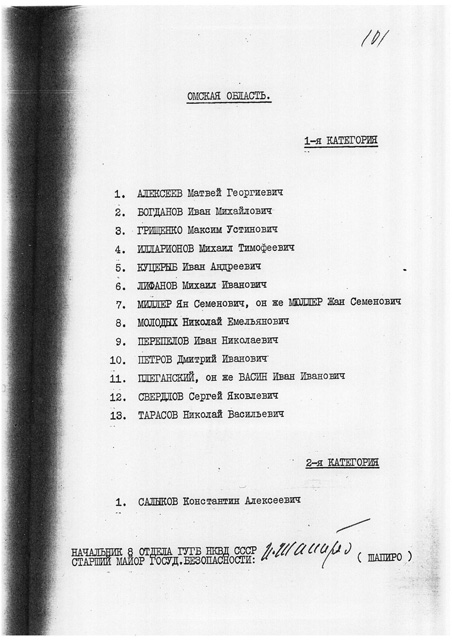 101
ОМСКАЯ ОБЛАСТЬ.
1-я КАТЕГОРИЯ
1. АЛЕКСЕЕВ Матвей Георгиевич
2. БОГДАНОВ Иван Михайлович
3. ГРИЩЕНКО Максим Устинович
4. ИЛЛАРИОНОВ Михаил Тимофеевич
5. КУЦЕРЫБ Иван Андреевич
6. ЛИФАНОВ Михаил Иванович
7. МИЛЛЕР Ян Семенович, он же МЮЛЛЕР Жан Семенович
8. МОЛОДЫХ Николай Емельянович
9. ПЕРЕПЕЛОВ Иван Николаевич
10. ПЕТРОВ Дмитрий Иванович
11. ПЛЕГАНСКИЙ, он же ВАСИН Иван Иванович
12. СВЕРДЛОВ Сергей Яковлевич
13. ТАРАСОВ Николай Васильевич
2-я КАТЕГОРИЯ
1. САЛЫКОВ Константин Алексеевич
НАЧАЛЬНИК 8 ОТДЕЛА ГУГБ НКВД СССР
СТАРШИЙ МАЙОР ГОСУД.БЕЗОПАСНОСТИ: И. Шапиро ( ШАПИРО )